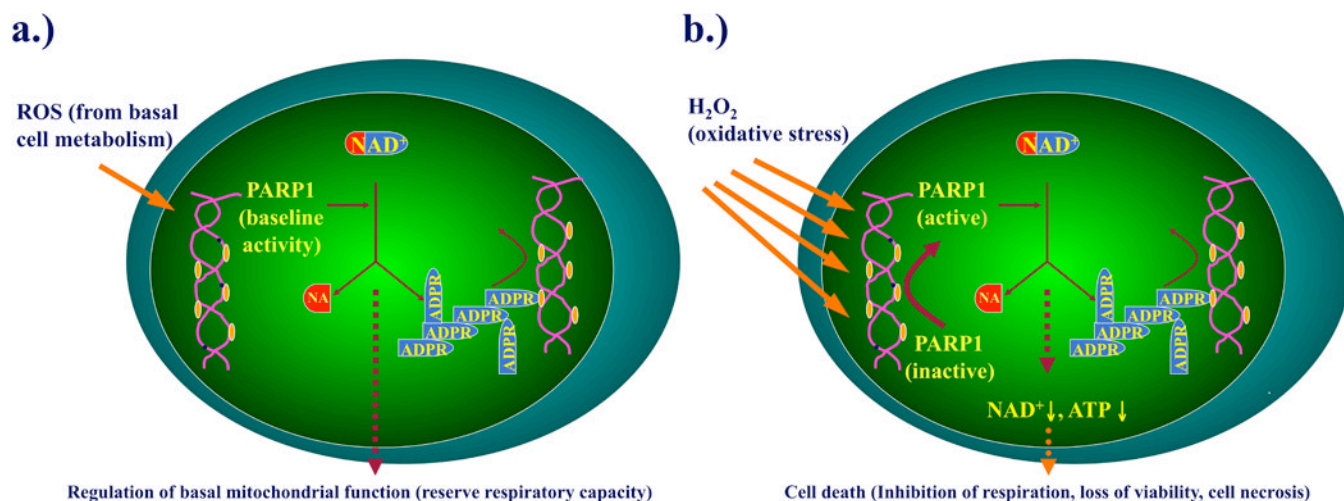 a.)
ROS (from basal
cell metabolism)
NAD⁺
PARP1
(baseline
activity)
NA
ADPR
ADPR
ADPR
ADPR
ADPR
ADPR
Regulation of basal mitochondrial function (reserve respiratory capacity)
b.)
H₂O₂
(oxidative stress)
NAD⁺
PARP1
(active)
NA
ADPR
ADPR
ADPR
ADPR
ADPR
ADPR
PARP1
(inactive)
NAD⁺↓, ATP ↓
Cell death (Inhibition of respiration, loss of viability, cell necrosis)